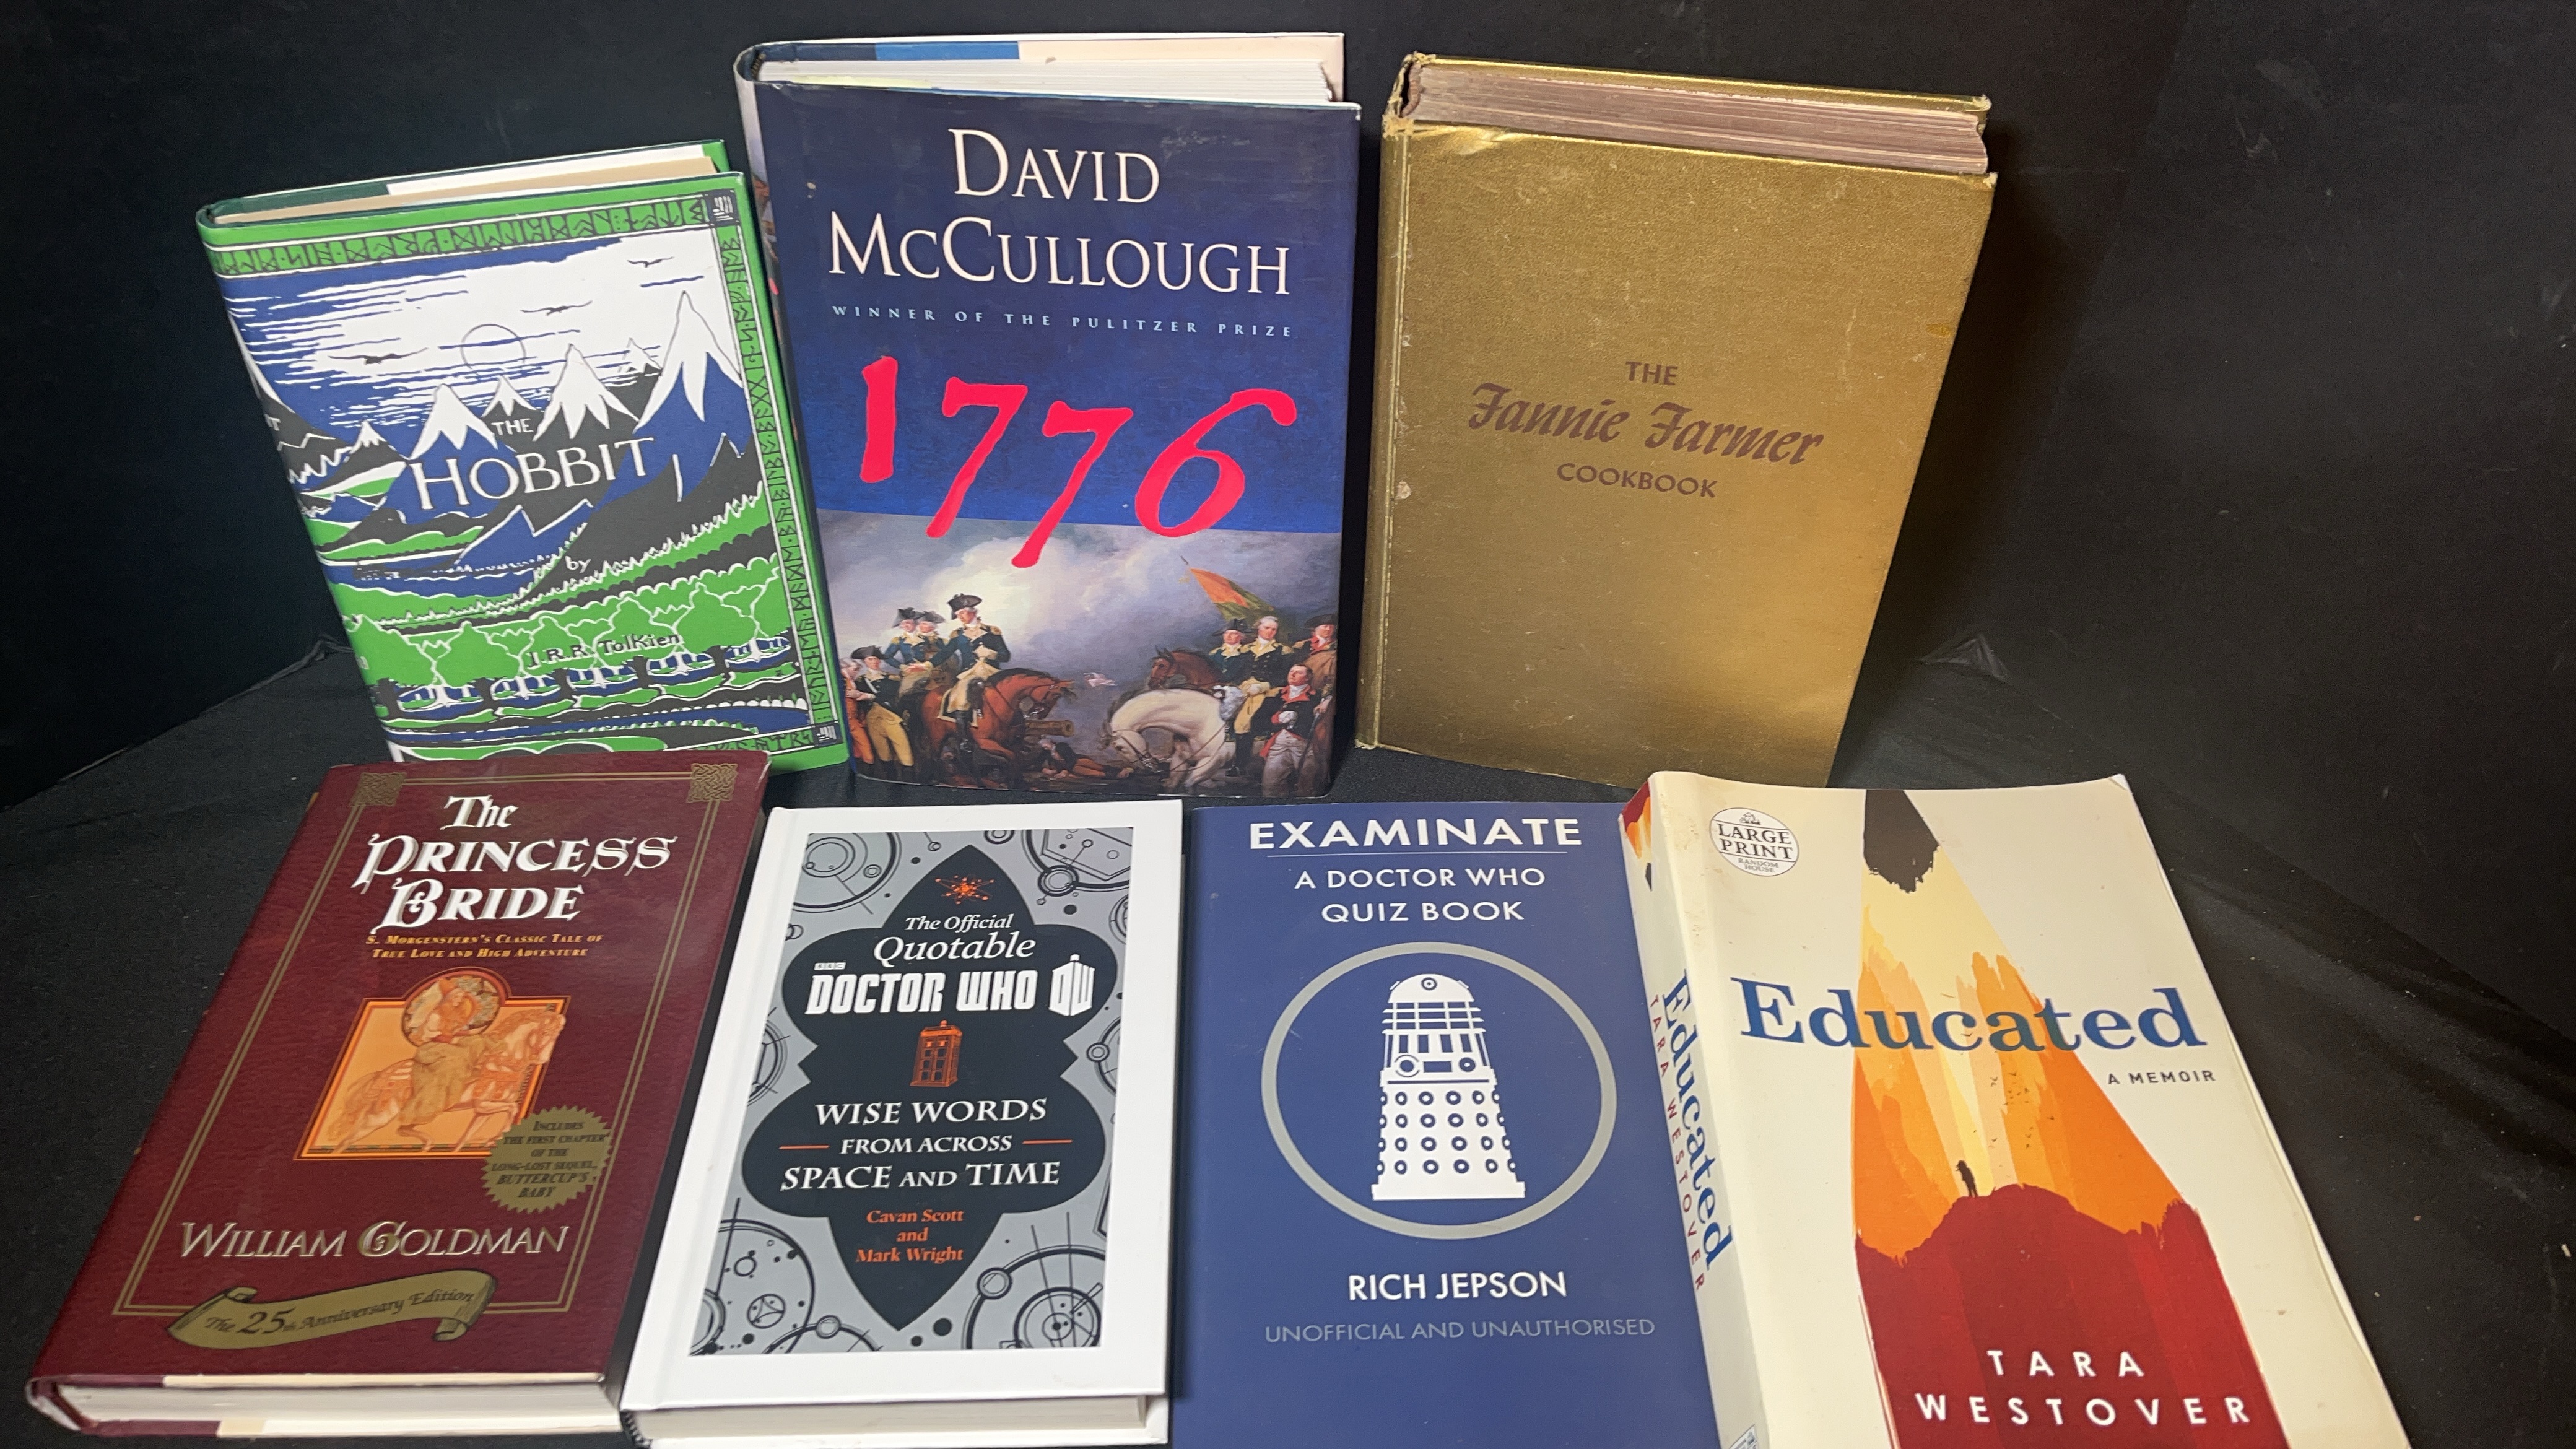 THE
HOBBIT
by
J.R.R. Tolkien
DAVID
MCCULLOUGH
WINNER OF THE PULITZER PRIZE
1776
THE
Fannie Farmer
COOKBOOK
The
PRINCESS
BRIDE
S. MORGENSTERN'S CLASSIC TALE OF
TRUE LOVE AND HIGH ADVENTURE
INCLUDES
THE FIRST CHAPTER
OF THE
LONG-LOST SEQUEL,
BUTTERCUP'S
BABY
WILLIAM GOLDMAN
The 25th Anniversary Edition
The Official
Quotable
BBC
DOCTOR WHO
WISE WORDS
FROM ACROSS
SPACE AND TIME
Cavan Scott
and
Mark Wright
EXAMINATE
A DOCTOR WHO
QUIZ BOOK
RICH JEPSON
UNOFFICIAL AND UNAUTHORISED
Educated
TARA WESTOVER
LARGE
PRINT
RANDOM
HOUSE
Educated
A MEMOIR
TARA
WESTOVER